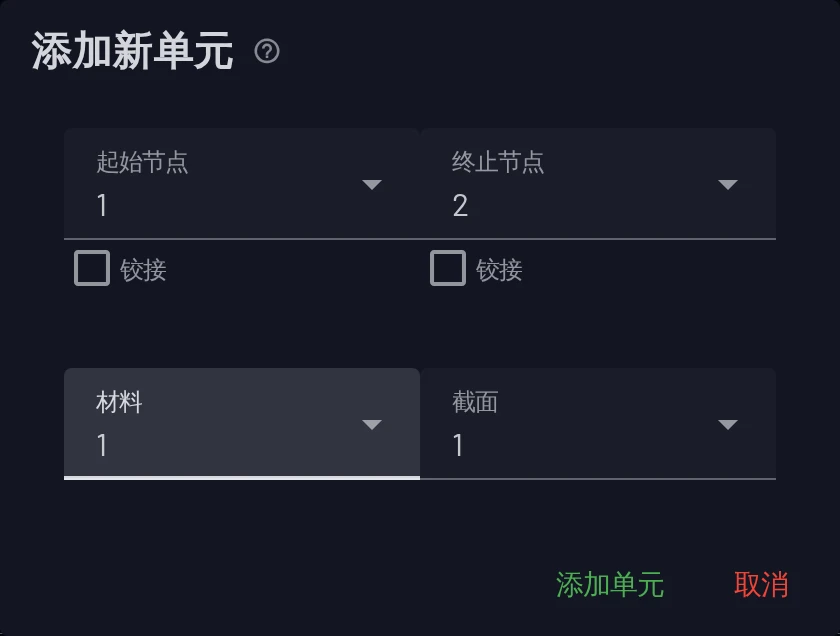 添加新单元
起始节点 终止节点
1 2
铰接 铰接
材料 截面
1 1
添加单元 取消